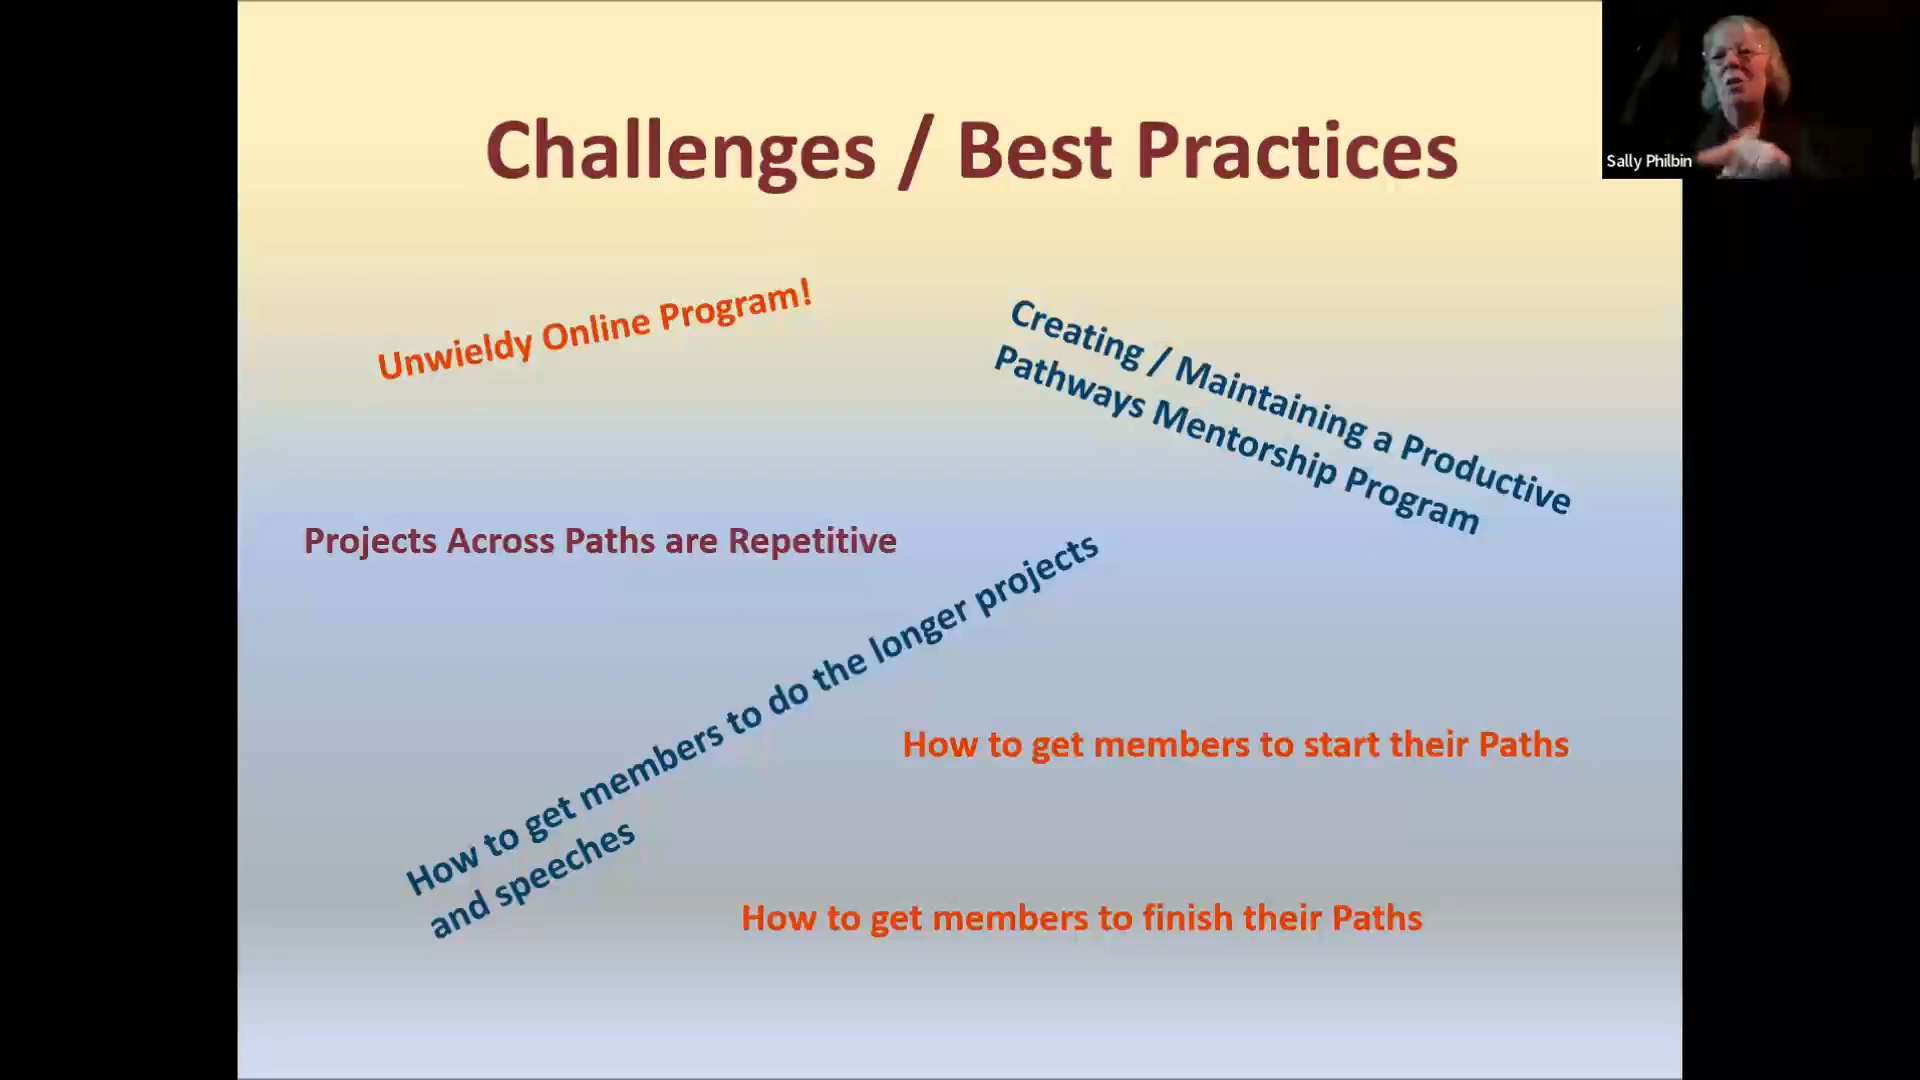 Challenges / Best Practices
Sally Philbin
Unwieldy Online Program!
Creating / Maintaining a Productive
Pathways Mentorship Program
Projects Across Paths are Repetitive
How to get members to do the longer projects
and speeches
How to get members to start their Paths
How to get members to finish their Paths